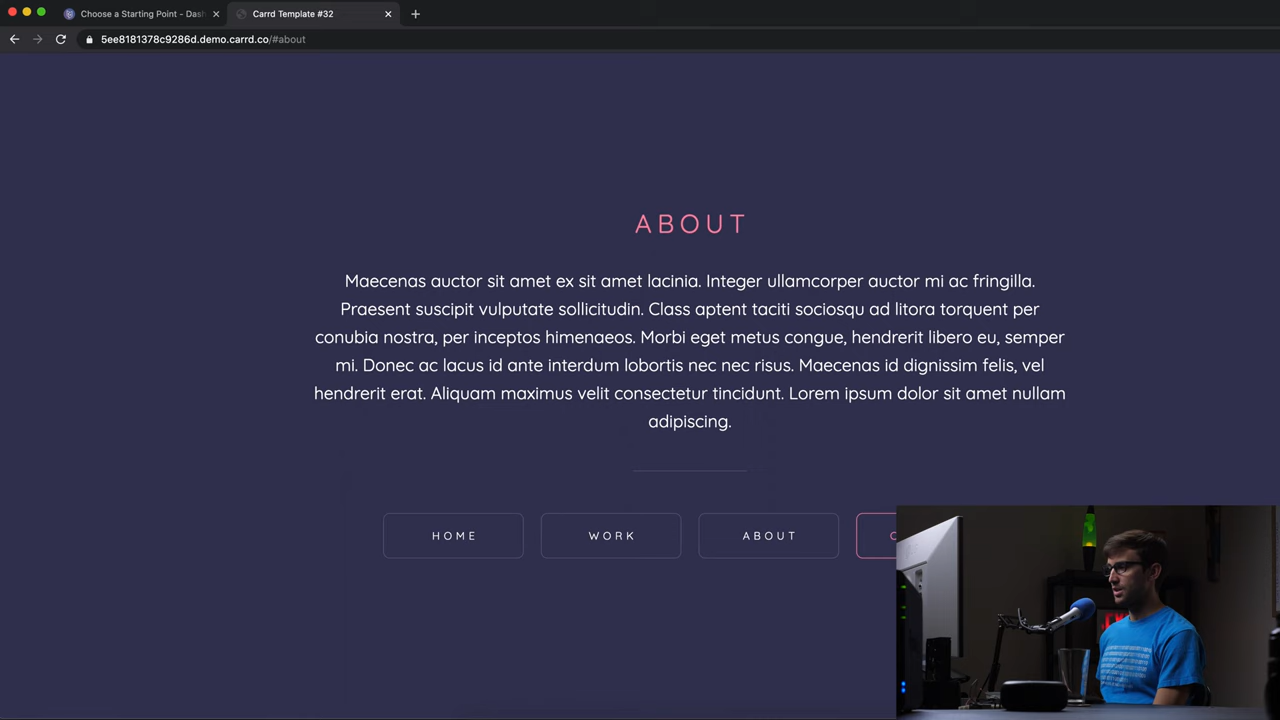 Choose a Starting Point - Dash
Carrd Template #32
5ee8181378c9286d.demo.carrd.co/#about
ABOUT
Maecenas auctor sit amet ex sit amet lacinia. Integer ullamcorper auctor mi ac fringilla.
Praesent suscipit vulputate sollicitudin. Class aptent taciti sociosqu ad litora torquent per
conubia nostra, per inceptos himenaeos. Morbi eget metus congue, hendrerit libero eu, semper
mi. Donec ac lacus id ante interdum lobortis nec nec risus. Maecenas id dignissim felis, vel
hendrerit erat. Aliquam maximus velit consectetur tincidunt. Lorem ipsum dolor sit amet nullam
adipiscing.
HOME WORK ABOUT